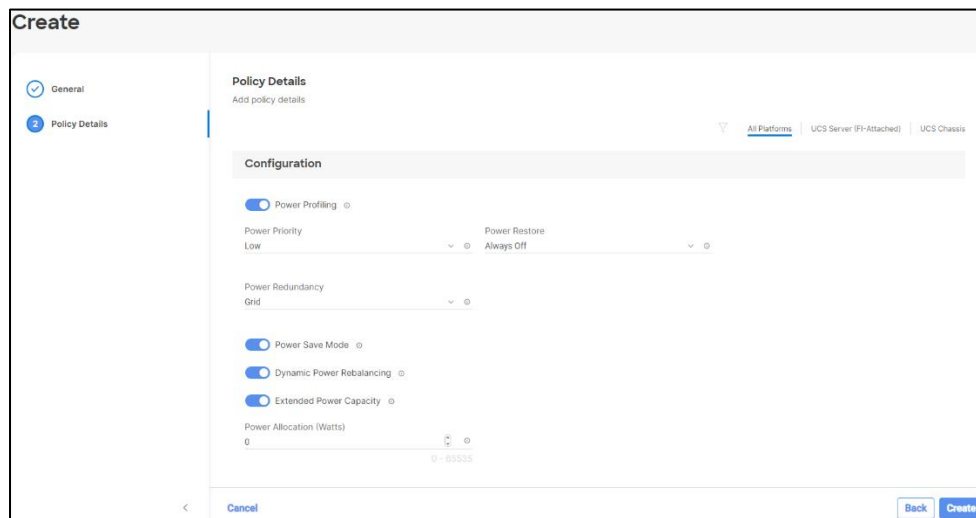 Create
General
2 Policy Details
Policy Details
Add policy details
All Platforms UCS Server (FI-Attached) UCS Chassis
Configuration
Power Profiling
Power Priority Power Restore
Low Always Off
Power Redundancy
Grid
Power Save Mode
Dynamic Power Rebalancing
Extended Power Capacity
Power Allocation (Watts)
0
0 - 65535
Cancel Back Create